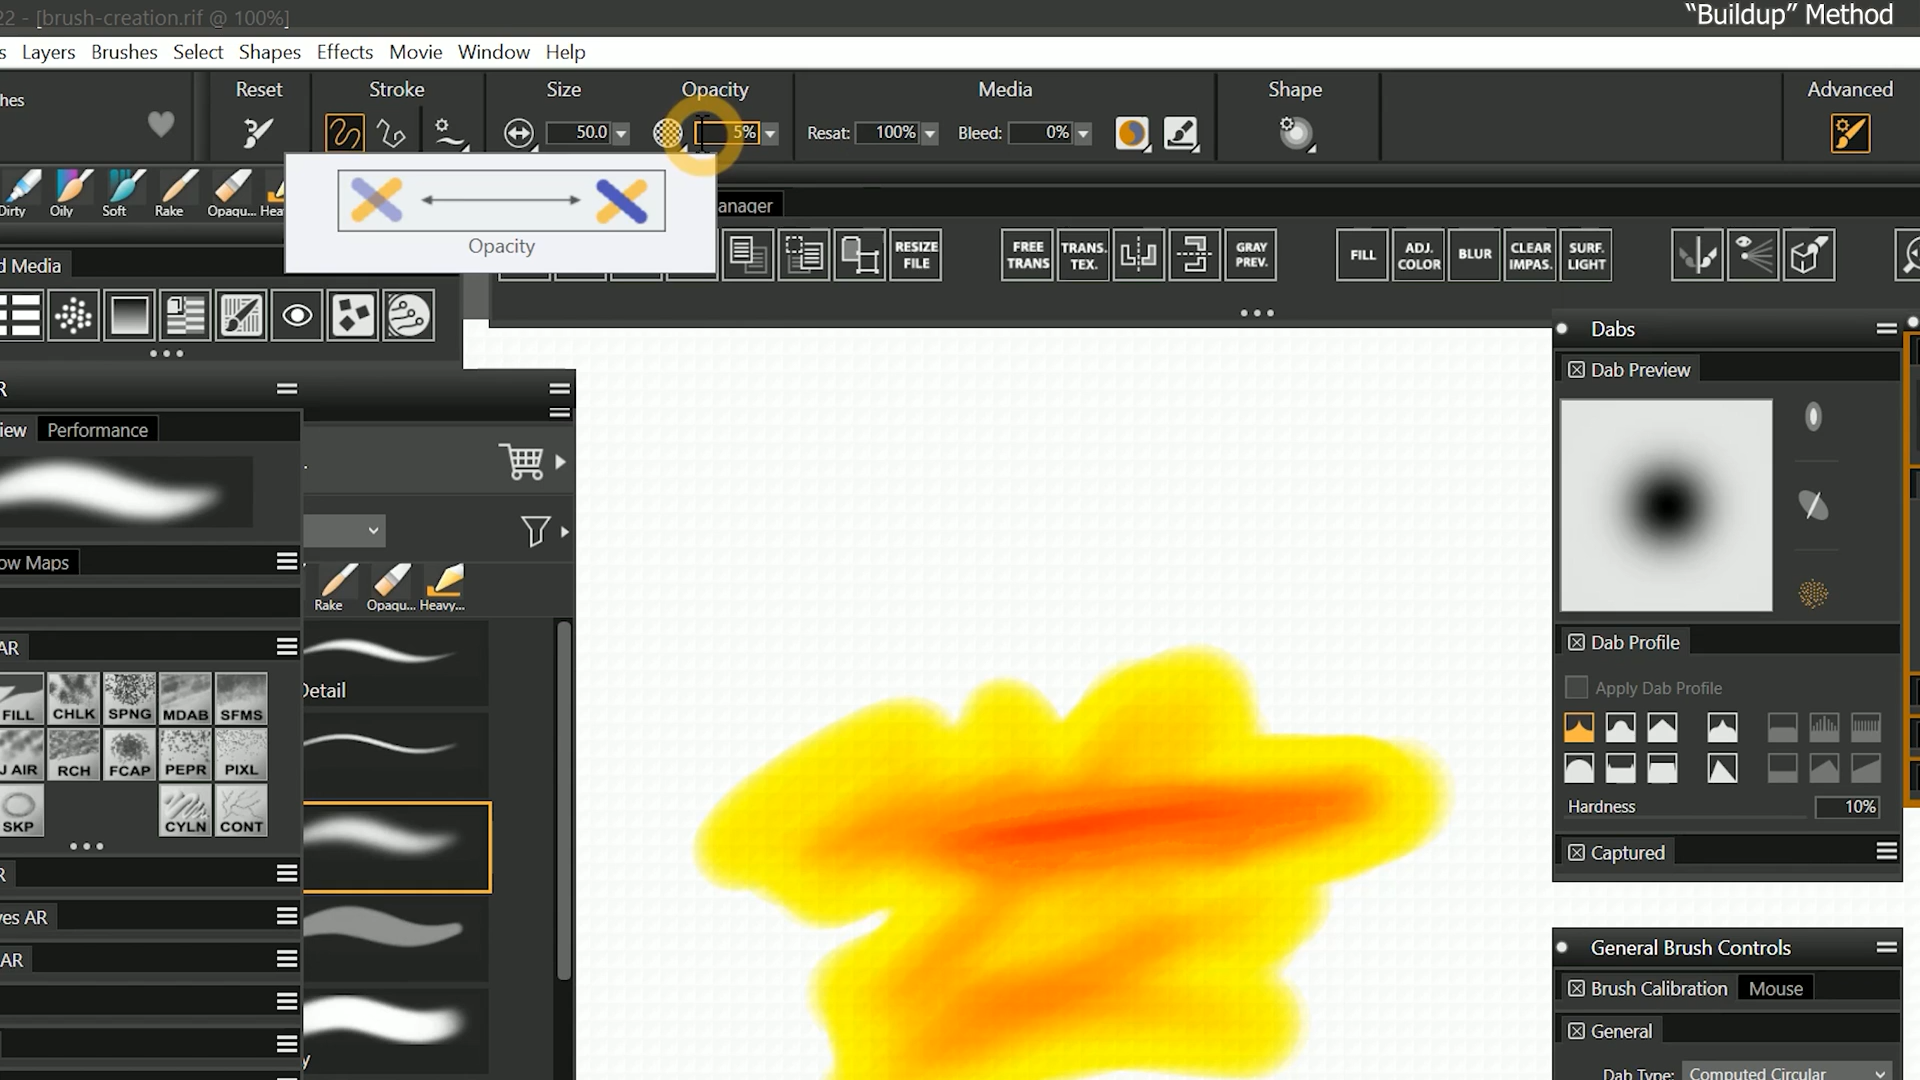 22 - [brush-creation.rif @ 100%]
"Buildup" Method
s Layers Brushes Select Shapes Effects Movie Window Help
hes
Reset
Stroke
Size
Opacity
Media
Shape
Advanced
50.0
5%
Resat: 100%
Bleed: 0%
Dirty
Oily
Soft
Rake
Opaqu...
Hea
Opacity
anager
RESIZE
FILE
FREE
TRANS
TRANS.
TEX.
GRAY
PREV.
FILL
ADJ.
COLOR
BLUR
CLEAR
IMPAS.
SURF.
LIGHT
d Media
R
iew
Performance
ow Maps
AR
FILL
CHLK
SPNG
MDAB
SFMS
J AIR
RCH
FCAP
PEPR
PIXL
SKP
CYLN
CONT
R
ves AR
AR
Rake
Opaqu...
Heavy...
Detail
y
Dabs
Dab Preview
Dab Profile
Apply Dab Profile
Hardness
10%
Captured
General Brush Controls
Brush Calibration
Mouse
General
Dab Type: Computed Circular